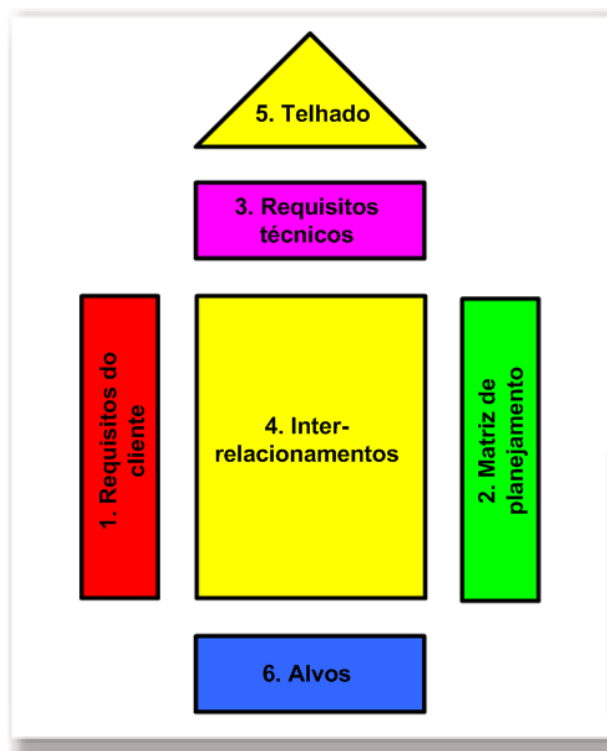 5. Telhado
3. Requisitos
técnicos
1. Requisitos do
cliente
4. Inter-
relacionamentos
2. Matriz de
planejamento
6. Alvos